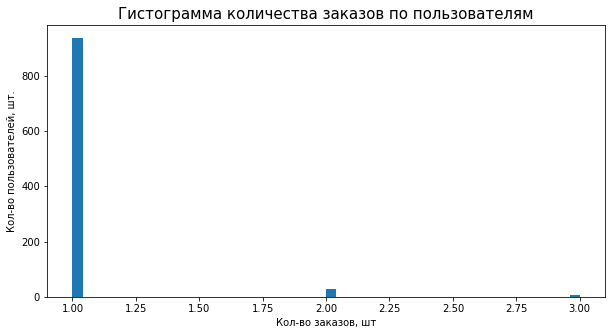 Гистограмма количества заказов по пользователям
Кол-во пользователей, шт.
800
600
400
200
0
1.00 1.25 1.50 1.75 2.00 2.25 2.50 2.75 3.00
Кол-во заказов, шт